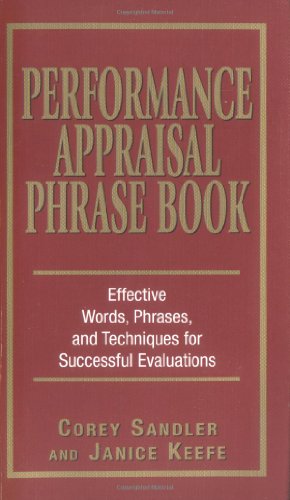 PERFORMANCE
APPRAISAL
PHRASE BOOK
Effective
Words, Phrases,
and Techniques for
Successful Evaluations
COREY SANDLER
AND JANICE KEEFE